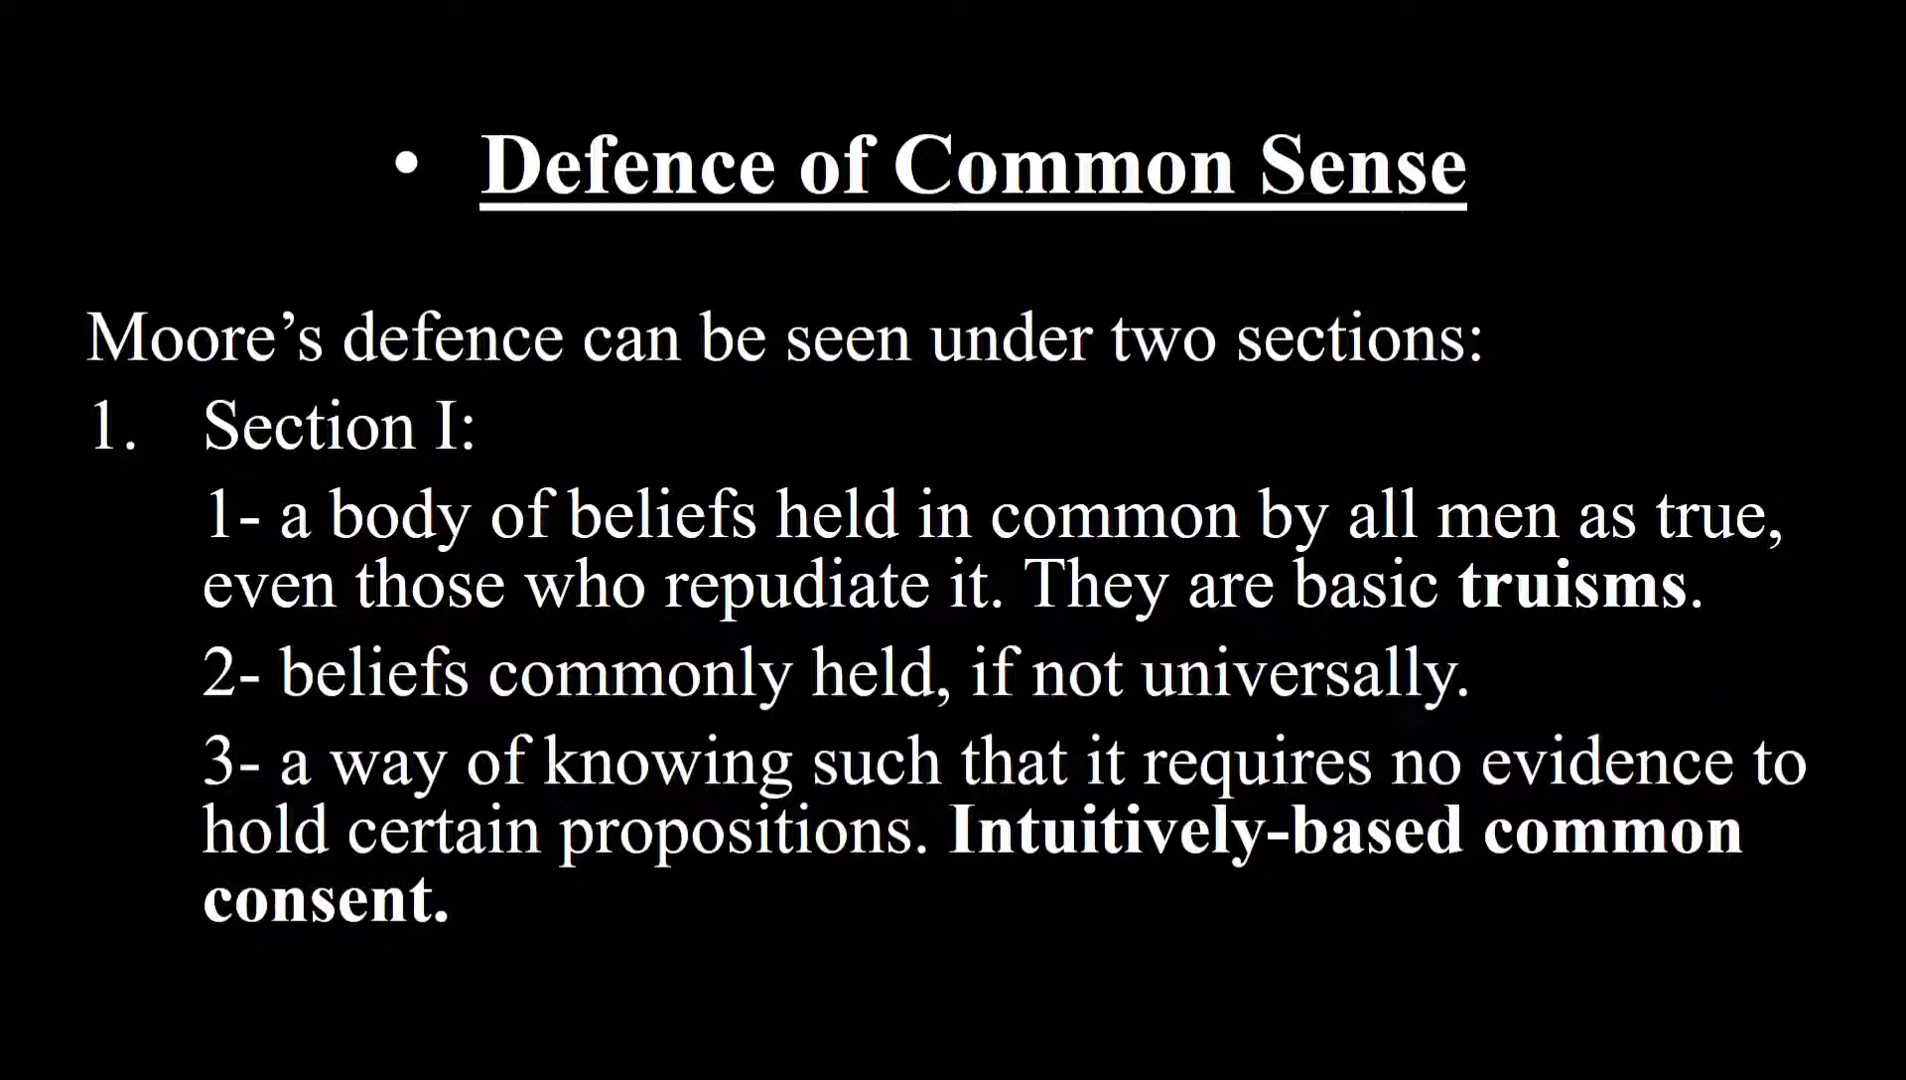 • Defence of Common Sense
Moore’s defence can be seen under two sections:
1. Section I:
1- a body of beliefs held in common by all men as true,
even those who repudiate it. They are basic truisms.
2- beliefs commonly held, if not universally.
3- a way of knowing such that it requires no evidence to
hold certain propositions. Intuitively-based common
consent.